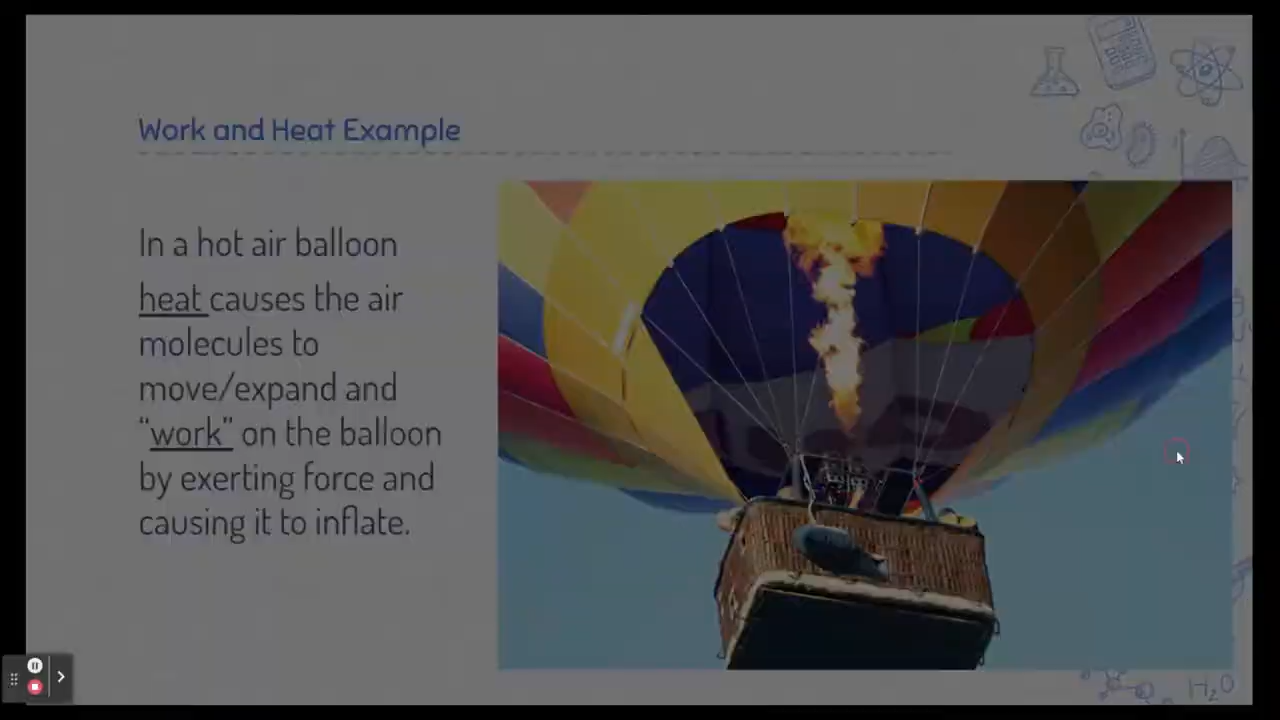 Work and Heat Example
In a hot air balloon
heat causes the air
molecules to
move/expand and
“work” on the balloon
by exerting force and
causing it to inflate.
H₂O